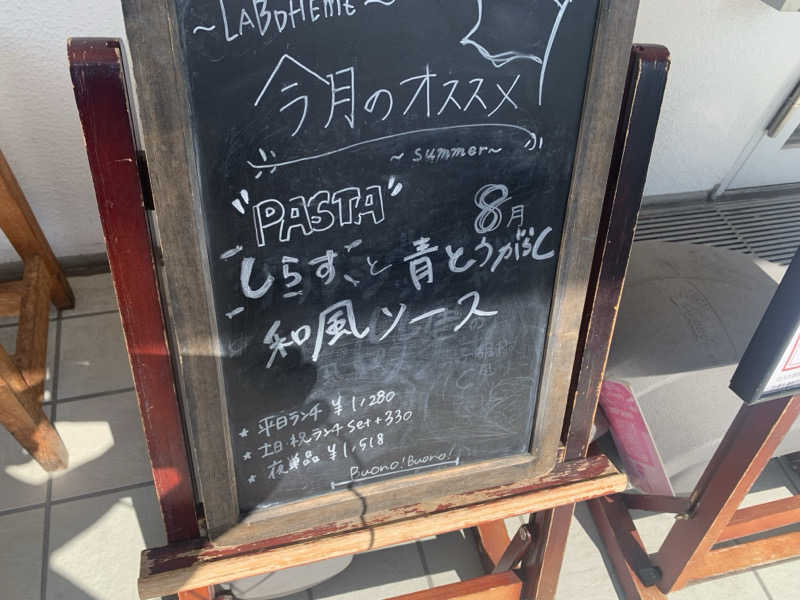 ~LABOHEME~
今月のオススメ
~summer~
"PASTA" 8月
しらすと青とうがらし
和風ソース
★ 平日ランチ ¥1,280
★ 土日・祝ランチ set+330
★ 夜単品 ¥1,518
Buono! Buono!